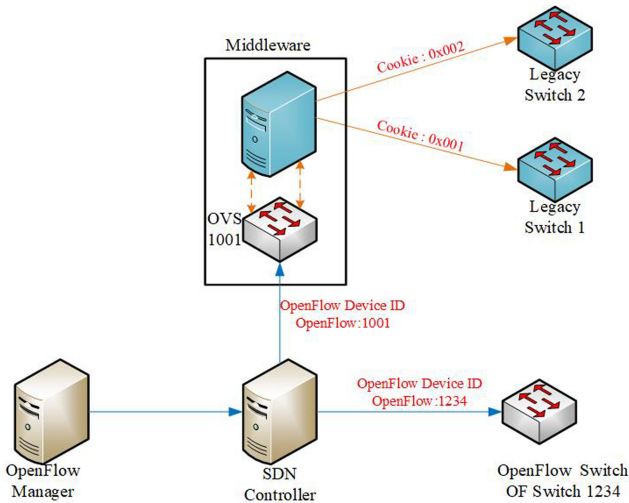 Middleware
Cookie : 0x002
Legacy
Switch 2
Cookie : 0x001
Legacy
Switch 1
OVS
1001
OpenFlow Device ID
OpenFlow:1001
OpenFlow Device ID
OpenFlow:1234
OpenFlow
Manager
SDN
Controller
OpenFlow Switch
OF Switch 1234